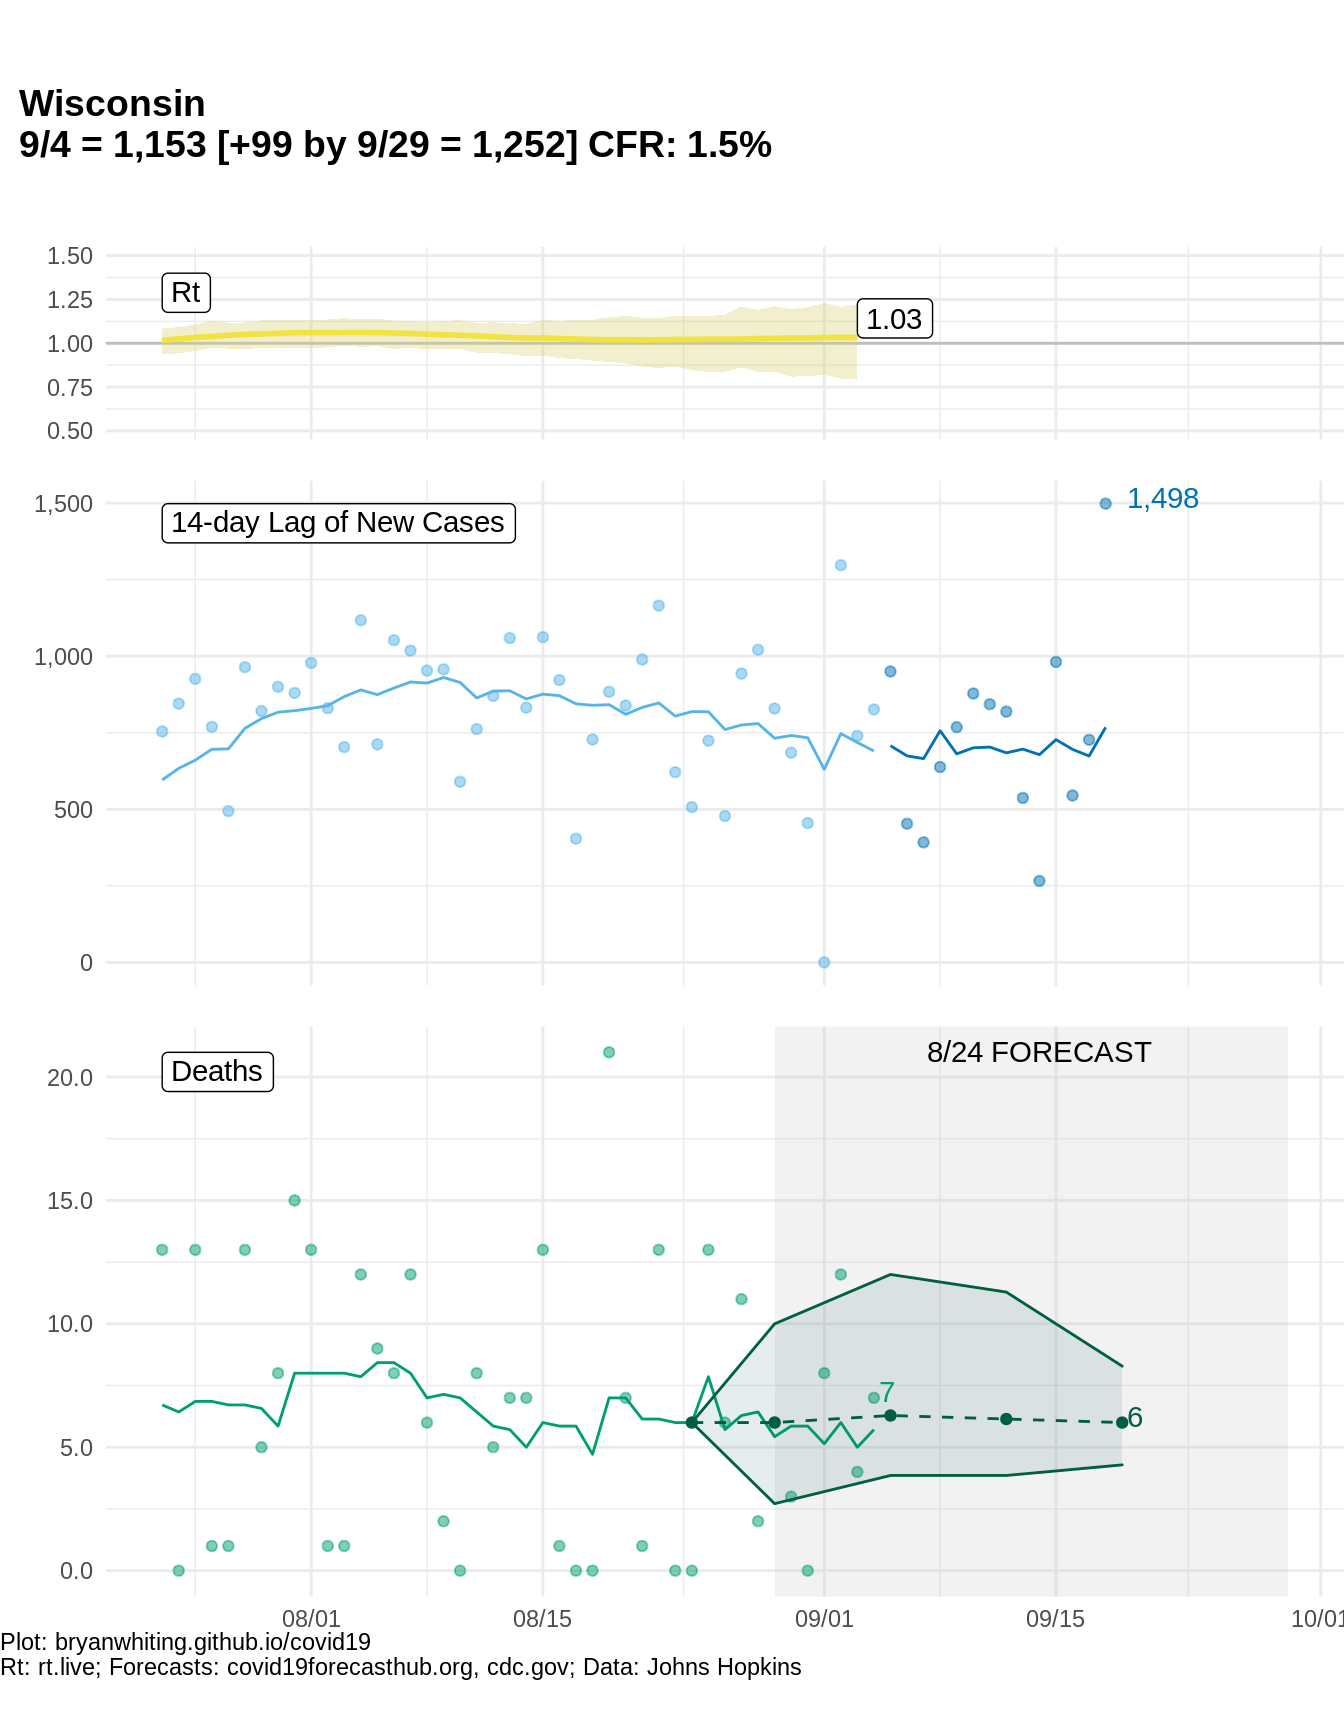 Wisconsin
9/4 = 1,153 [+99 by 9/29 = 1,252] CFR: 1.5%
1.50
Rt
1.25
1.03
1.00
0.75
0.50
1,500
1,498
14-day Lag of New Cases
1,000
500
0
8/24 FORECAST
Deaths
20.0
15.0
10.0
7
6
5.0
0.0
08/01 08/15 09/01 09/15 10/01
Plot: bryanwhiting.github.io/covid19
Rt: rt.live; Forecasts: covid19forecasthub.org, cdc.gov; Data: Johns Hopkins